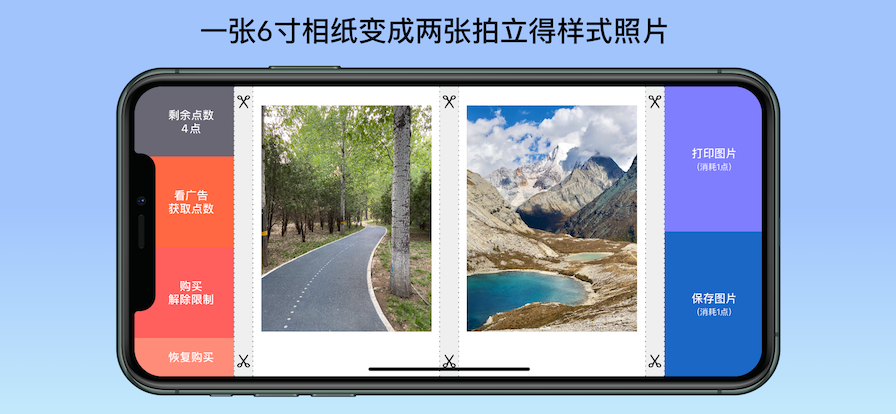 一张6寸相纸变成两张拍立得样式照片
剩余点数
4点
看广告
获取点数
购买
解除限制
恢复购买
打印图片
(消耗1点)
保存图片
(消耗1点)